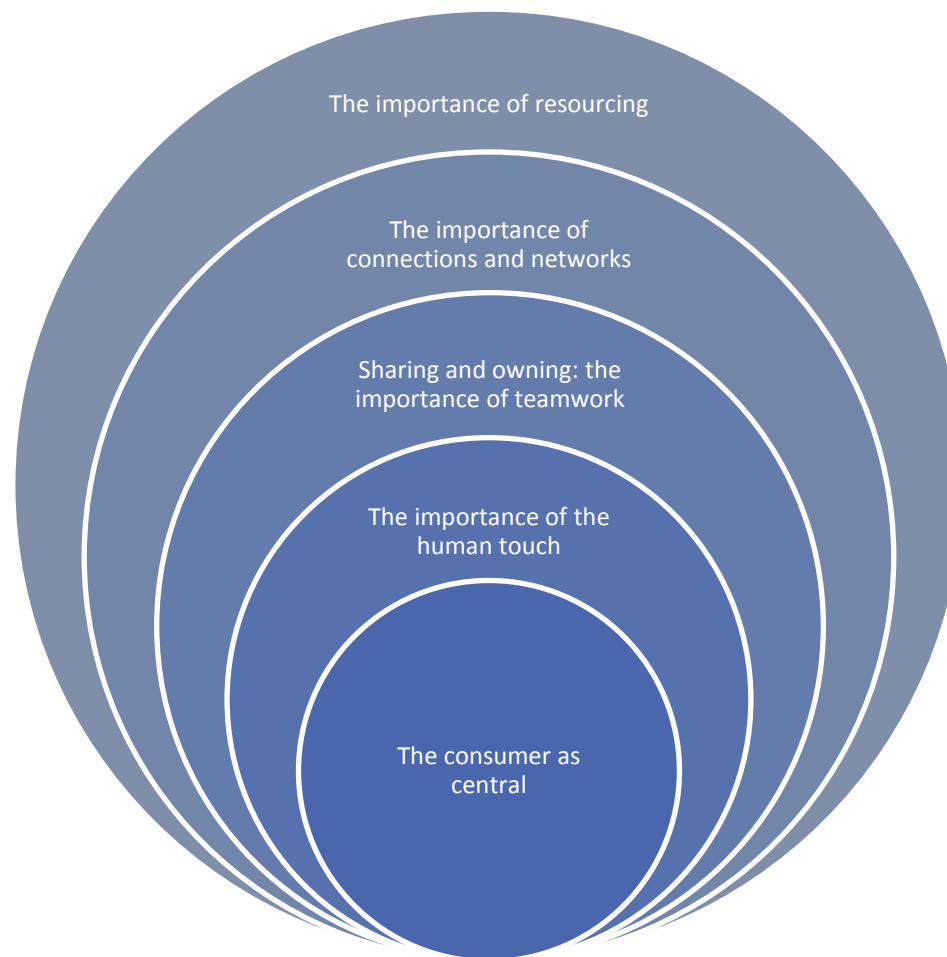 The importance of resourcing
The importance of
connections and networks
Sharing and owning: the
importance of teamwork
The importance of the
human touch
The consumer as
central